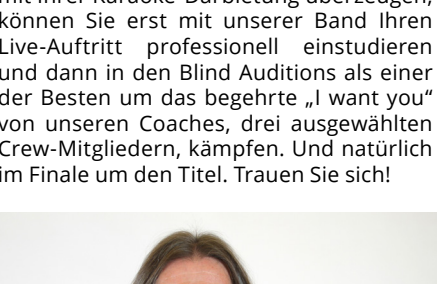 mit Ihrer Karaoke-Darbietung überzeugen,
können Sie erst mit unserer Band Ihren
Live-Auftritt professionell einstudieren
und dann in den Blind Auditions als einer
der Besten um das begehrte „I want you“
von unseren Coaches, drei ausgewählten
Crew-Mitgliedern, kämpfen. Und natürlich
im Finale um den Titel. Trauen Sie sich!